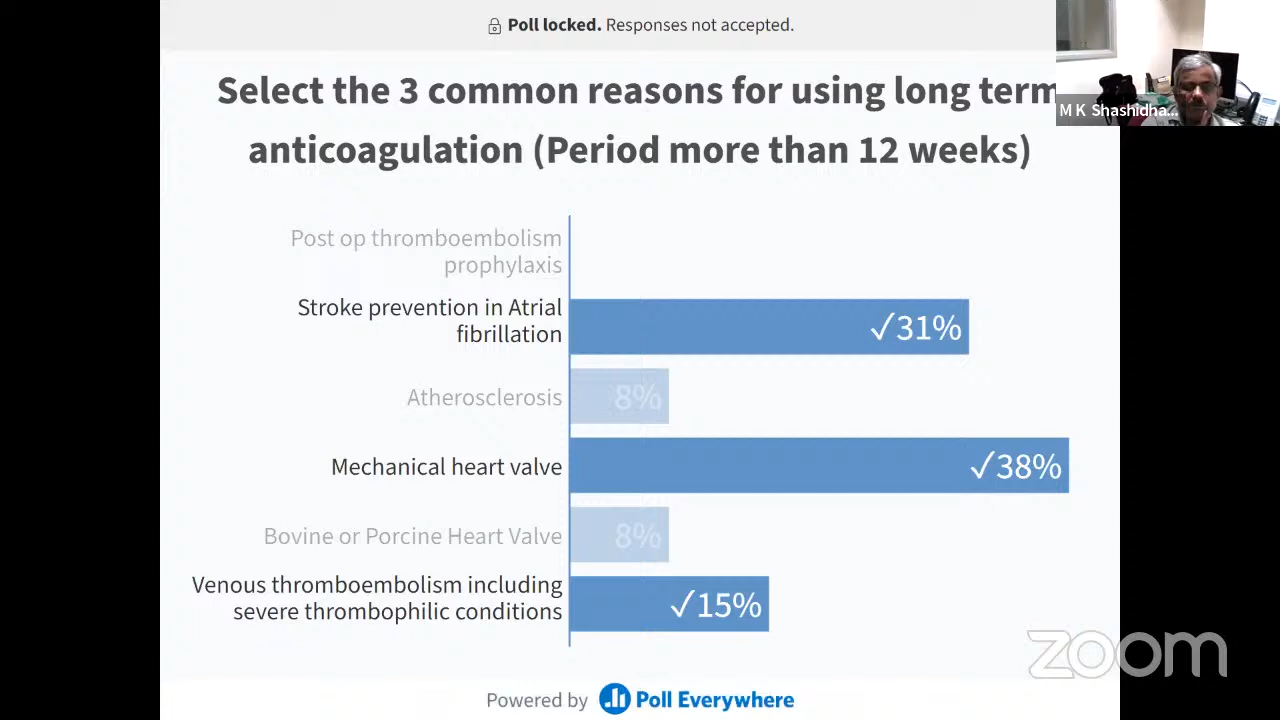 Poll locked. Responses not accepted.
Select the 3 common reasons for using long term
anticoagulation (Period more than 12 weeks)
M K Shashidha...
Post op thromboembolism
prophylaxis
Stroke prevention in Atrial
fibrillation
✓31%
Atherosclerosis
8%
Mechanical heart valve
✓38%
Bovine or Porcine Heart Valve
8%
Venous thromboembolism including
severe thrombophilic conditions
✓15%
zoom
Powered by Poll Everywhere